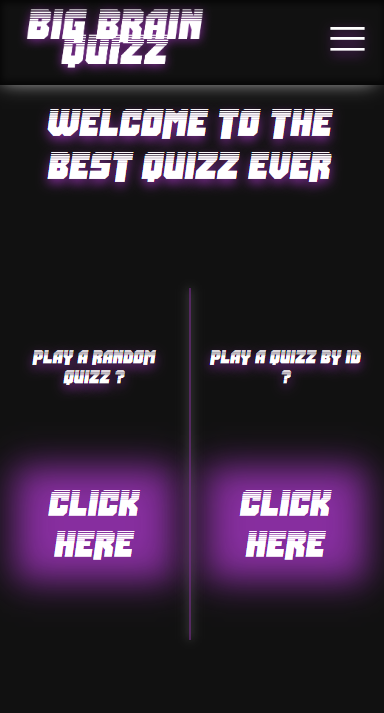 BIG BRAIN
QUIZZ
WELCOME TO THE
BEST QUIZZ EVER
PLAY A RANDOM
QUIZZ ?
PLAY A QUIZZ BY ID
?
CLICK
HERE
CLICK
HERE